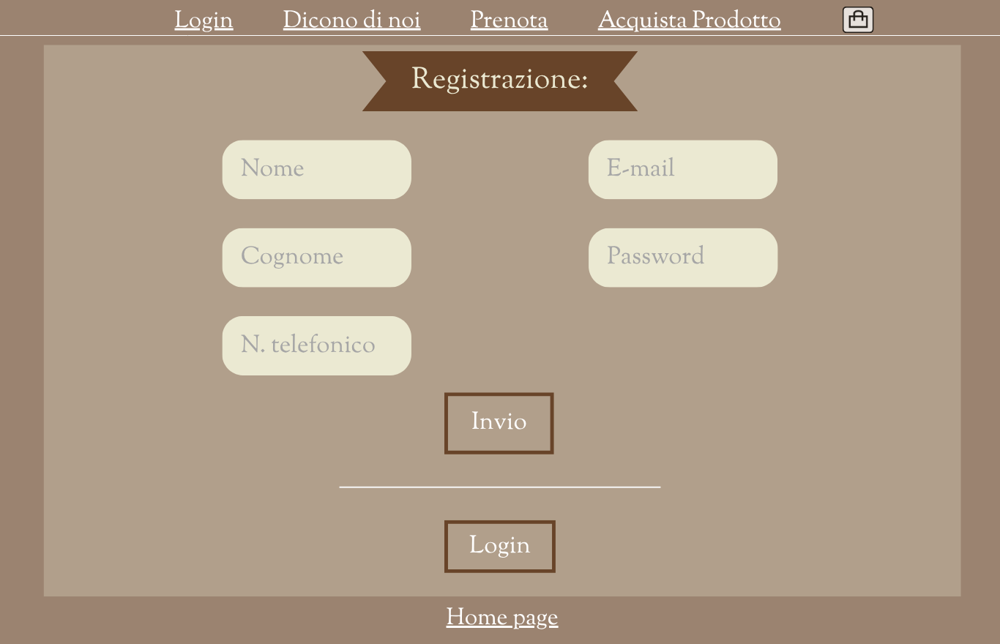 Login Dicono di noi Prenota Acquista Prodotto
Registrazione:
Nome E-mail
Cognome Password
N. telefonico
Invio
Login
Home page